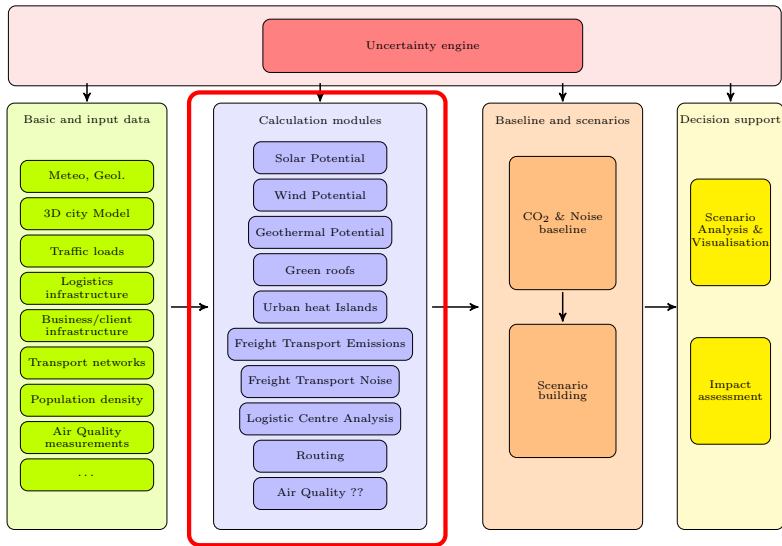 Uncertainty engine
Basic and input data
Meteo, Geol.
3D city Model
Traffic loads
Logistics
infrastructure
Business/client
infrastructure
Transport networks
Population density
Air Quality
measurements
...
Calculation modules
Solar Potential
Wind Potential
Geothermal Potential
Green roofs
Urban heat Islands
Freight Transport Emissions
Freight Transport Noise
Logistic Centre Analysis
Routing
Air Quality ??
Baseline and scenarios
CO₂ & Noise
baseline
Scenario
building
Decision support
Scenario
Analysis &
Visualisation
Impact
assessment